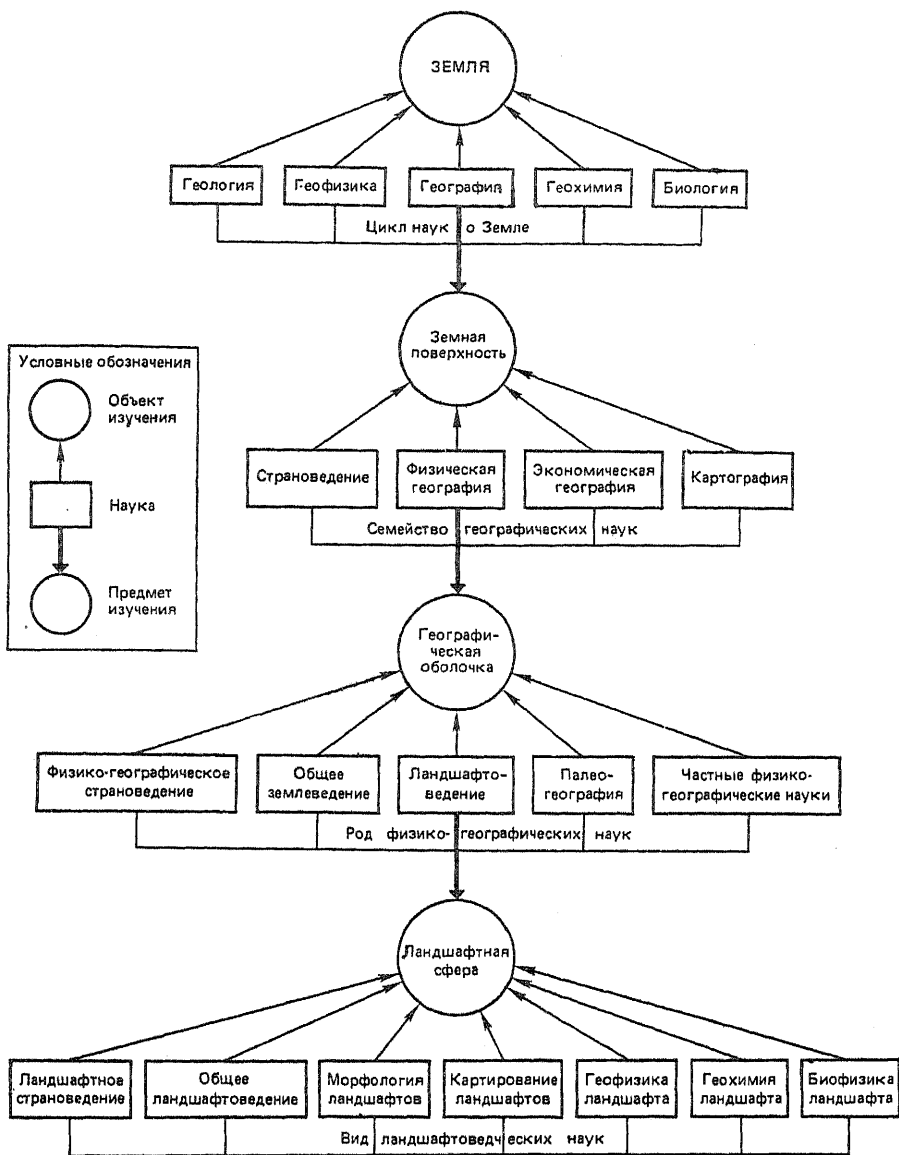 ЗЕМЛЯ
Геология
Геофизика
География
Геохимия
Биология
Цикл наук о Земле
Земная
поверхность
Условные обозначения
Объект
изучения
Наука
Предмет
изучения
Страноведение
Физическая
география
Экономическая
география
Картография
Семейство географических наук
Географи-
ческая
оболочка
Физико-географическое
страноведение
Общее
землеведение
Ландшафто-
ведение
Палео-
география
Частные физико-
географические науки
Род физико-географических наук
Ландшафтная
сфера
Ландшафтное
страноведение
Общее
ландшафтоведение
Морфология
ландшафтов
Картирование
ландшафтов
Геофизика
ландшафта
Геохимия
ландшафта
Биофизика
ландшафта
Вид ландшафтоведческих наук